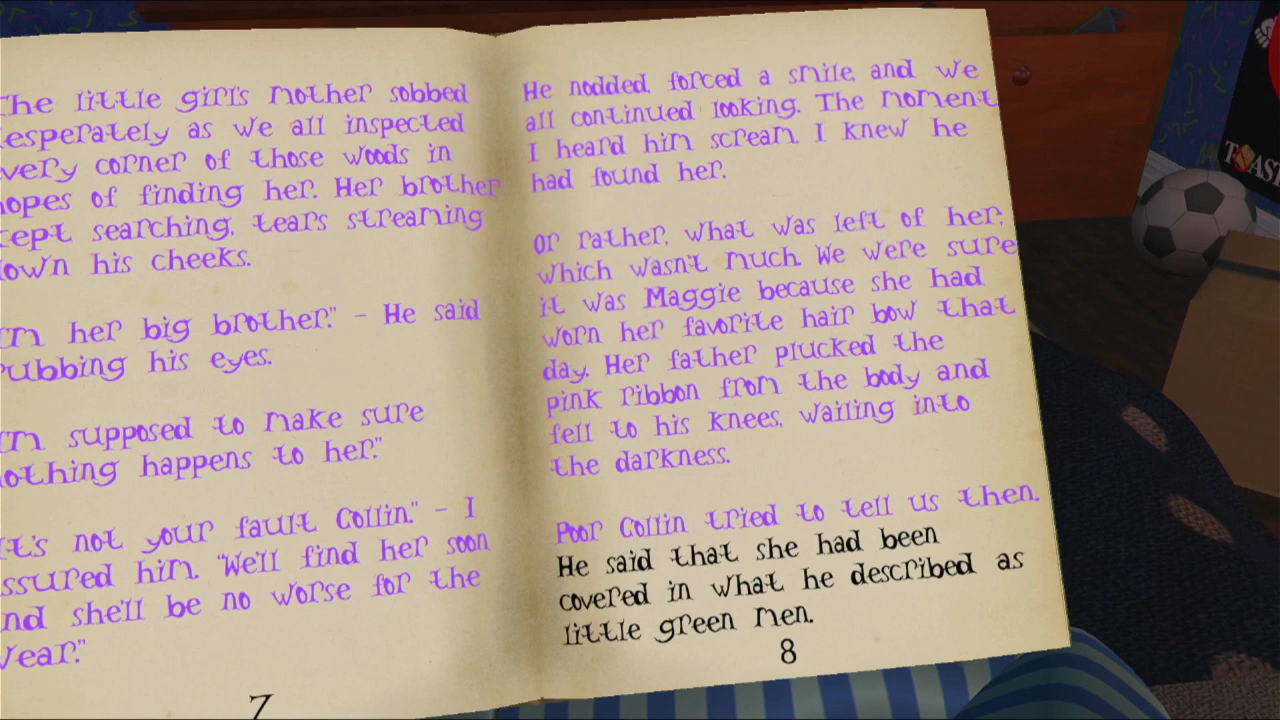 The little girl's mother sobbed
esperately as we all inspected
very corner of those woods in
opes of finding her. Her brother
ept searching, tears streaming
own his cheeks.
'm her big brother." - He said
rubbing his eyes.
'm supposed to make sure
othing happens to her."
It's not your fault Collin." - I
ssured him. "We'll find her soon
nd she'll be no worse for the
wear."
7
He nodded, forced a smile, and we
all continued looking. The moment
I heard him scream, I knew he
had found her.
Or rather, what was left of her;
which wasn't much. We were sure
it was Maggie because she had
worn her favorite hair bow that
day. Her father plucked the
pink ribbon from the body and
fell to his knees, wailing into
the darkness.
Poor Collin tried to tell us then.
He said that she had been
covered in what he described as
little green men.
8
TOAST